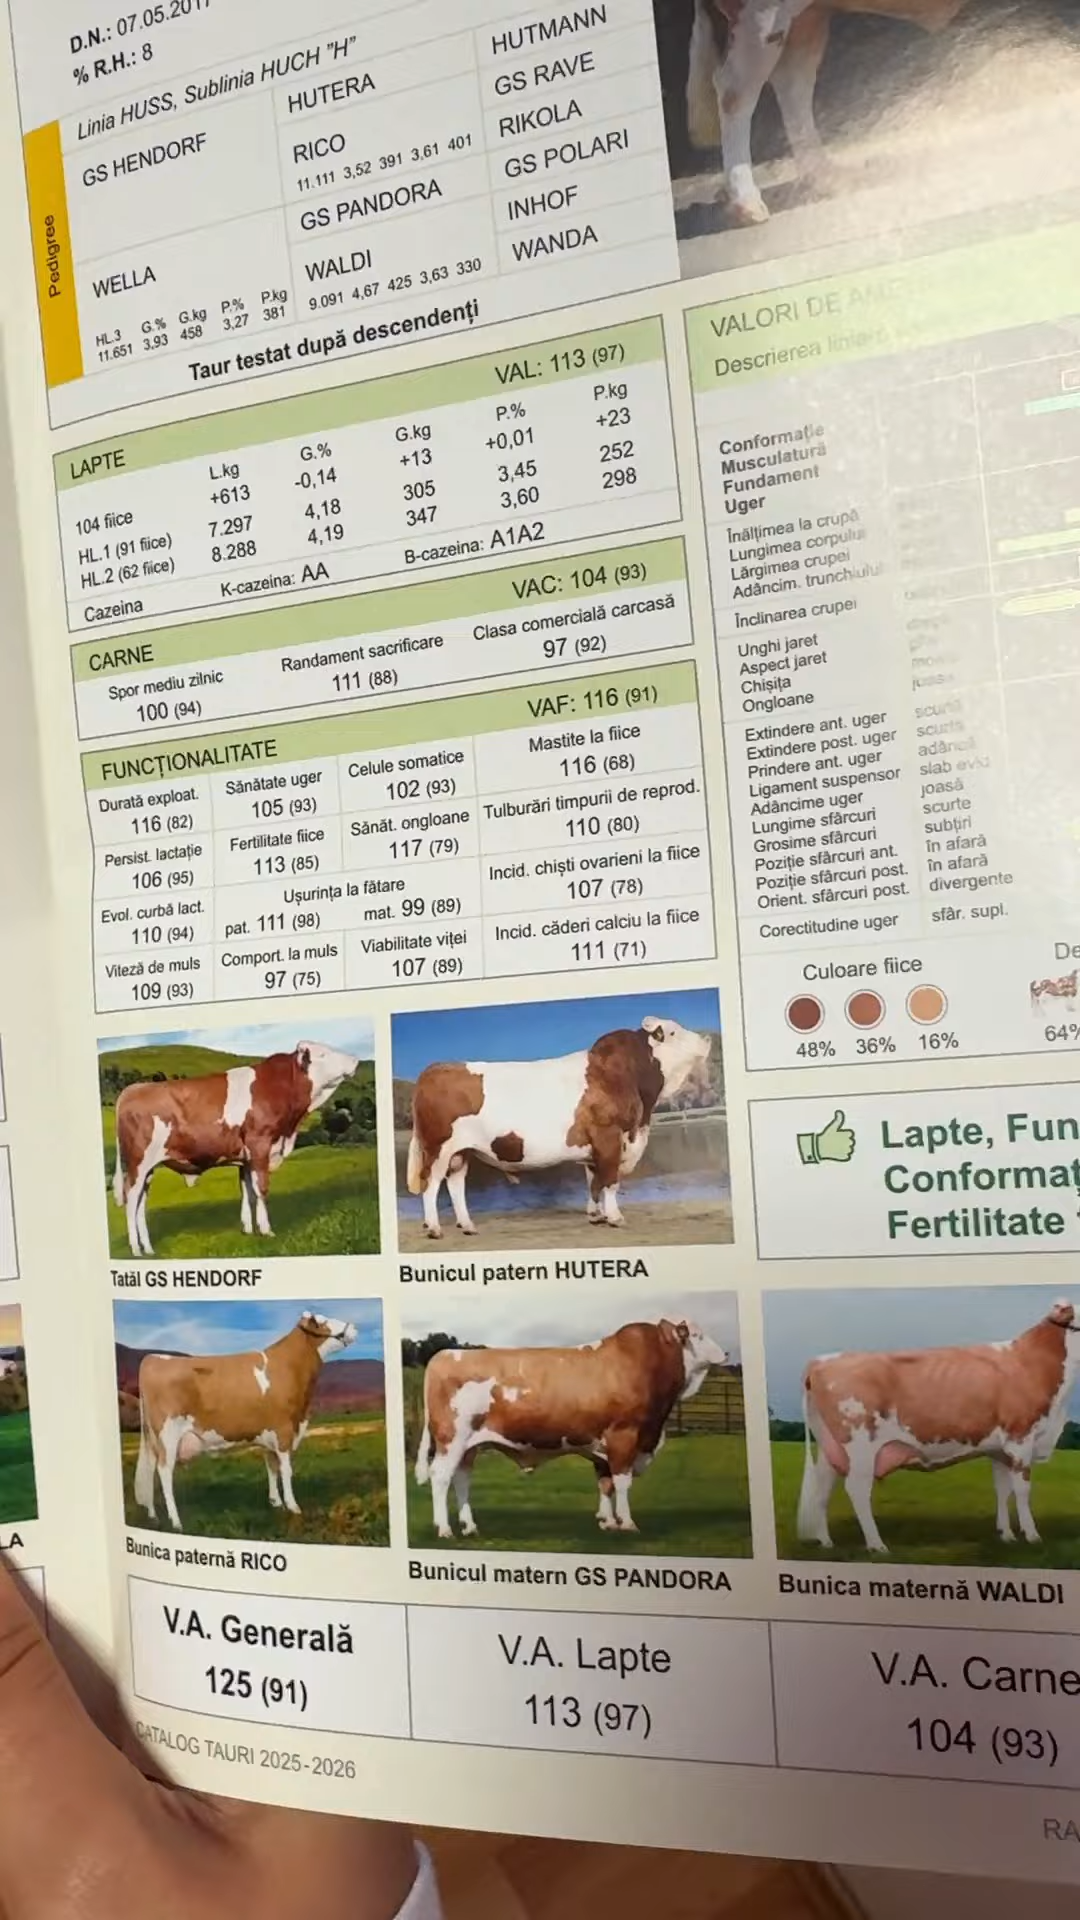 D.N.: 07.05.201
% R.H.: 8
Linia HUSS, Sublinia HUCH "H"
Pedigree
GS HENDORF
HUTERA
HUTMANN
GS RAVE
RICO
11.111 3,52 391 3,61 401
RIKOLA
GS POLARI
WELLA
HL.3 G.% G.kg P.% P.kg
11.651 3,93 458 3,27 381
GS PANDORA
INHOF
WALDI
9.091 4,67 425 3,63 330
WANDA
Taur testat după descendenți
LAPTE VAL: 113 (97)
L.kg G.% G.kg P.% P.kg
104 fiice +613 -0,14 +13 +0,01 +23
HL.1 (91 fiice) 7.297 4,18 305 3,45 252
HL.2 (62 fiice) 8.288 4,19 347 3,60 298
Cazeina K-cazeina: AA B-cazeina: A1A2
CARNE VAC: 104 (93)
Spor mediu zilnic Randament sacrificare Clasa comercială carcasă
100 (94) 111 (88) 97 (92)
FUNCȚIONALITATE VAF: 116 (91)
Durată exploat. Sănătate uger Celule somatice Mastite la fiice
116 (82) 105 (93) 102 (93) 116 (68)
Persist. lactație Fertilitate fiice Sănăt. ongloane Tulburări timpurii de reprod.
106 (95) 113 (85) 117 (79) 110 (80)
Evol. curbă lact. Ușurința la fătare Incid. chiști ovarieni la fiice
110 (94) pat. 111 (98) mat. 99 (89) 107 (78)
Viteză de muls Comport. la muls Viabilitate viței Incid. căderi calciu la fiice
109 (93) 97 (75) 107 (89) 111 (71)
VALORI DE
Descrierea
Conformație
Musculatură
Fundament
Uger
Înălțimea la crupă
Lungimea corpului
Lărgimea crupei
Adâncim. trunchiului
Înclinarea crupei
Unghi jaret
Aspect jaret
Chișița
Ongloane
Extindere ant. uger scurtă
Extindere post. uger scurtă
Prindere ant. uger adâncă
Ligament suspensor slab
Adâncime uger joasă
Lungime sfârcuri scurte
Grosime sfârcuri subțiri
Poziție sfârcuri ant. în afară
Poziție sfârcuri post. în afară
Orient. sfârcuri post. divergente
Corectitudine uger sfâr. supl.
Culoare fiice
48% 36% 16%
64%
Lapte, Fun
Conformaț
Fertilitate
Tatăl GS HENDORF
Bunicul patern HUTERA
Bunica paternă RICO
Bunicul matern GS PANDORA
Bunica maternă WALDI
V.A. Generală
125 (91)
V.A. Lapte
113 (97)
V.A. Carne
104 (93)
CATALOG TAURI 2025-2026
RA
LA